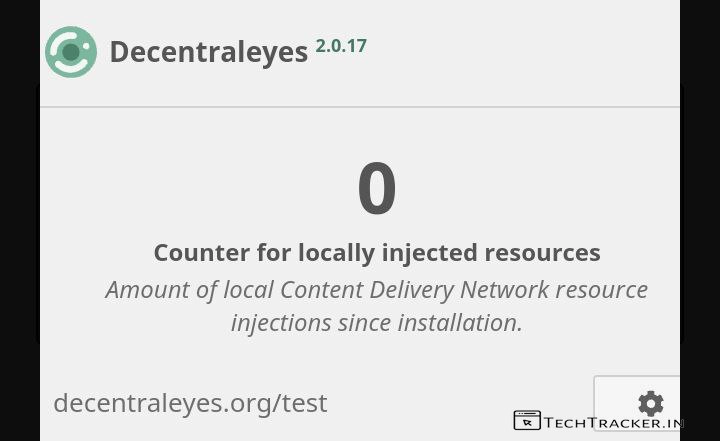 Decentraleyes 2.0.17
0
Counter for locally injected resources
Amount of local Content Delivery Network resource
injections since installation.
decentraleyes.org/test
TECHTRACKER.IN